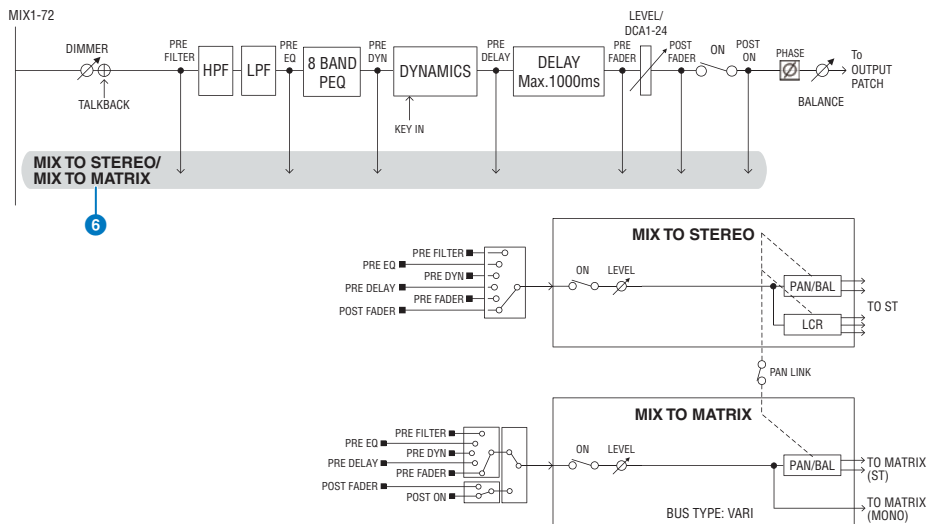 MIX1-72
DIMMER
TALKBACK
PRE
FILTER
HPF
LPF
PRE
EQ
8 BAND
PEQ
PRE
DYN
DYNAMICS
KEY IN
PRE
DELAY
DELAY
Max.1000ms
PRE
FADER
LEVEL/
DCA1-24
POST
FADER
ON
POST
ON
PHASE
BALANCE
To
OUTPUT
PATCH
MIX TO STEREO/
MIX TO MATRIX
6
MIX TO STEREO
PRE FILTER
PRE EQ
PRE DYN
PRE DELAY
PRE FADER
POST FADER
ON
LEVEL
PAN/BAL
LCR
TO ST
PAN LINK
MIX TO MATRIX
PRE FILTER
PRE EQ
PRE DYN
PRE DELAY
PRE FADER
POST FADER
POST ON
ON
LEVEL
PAN/BAL
TO MATRIX
(ST)
TO MATRIX
(MONO)
BUS TYPE: VARI